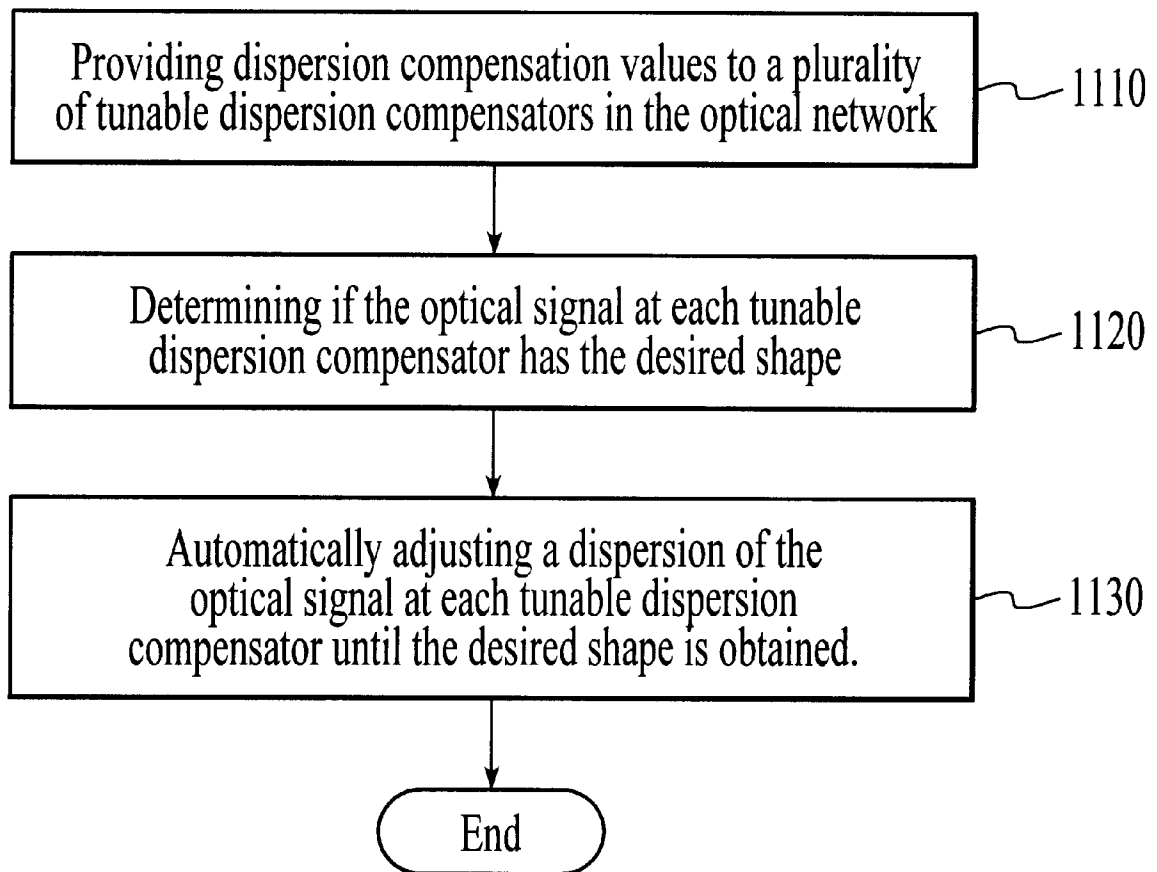 Providing dispersion compensation values to a plurality
of tunable dispersion compensators in the optical network
1110
Determining if the optical signal at each tunable
dispersion compensator has the desired shape
1120
Automatically adjusting a dispersion of the
optical signal at each tunable dispersion
compensator until the desired shape is obtained.
1130
End